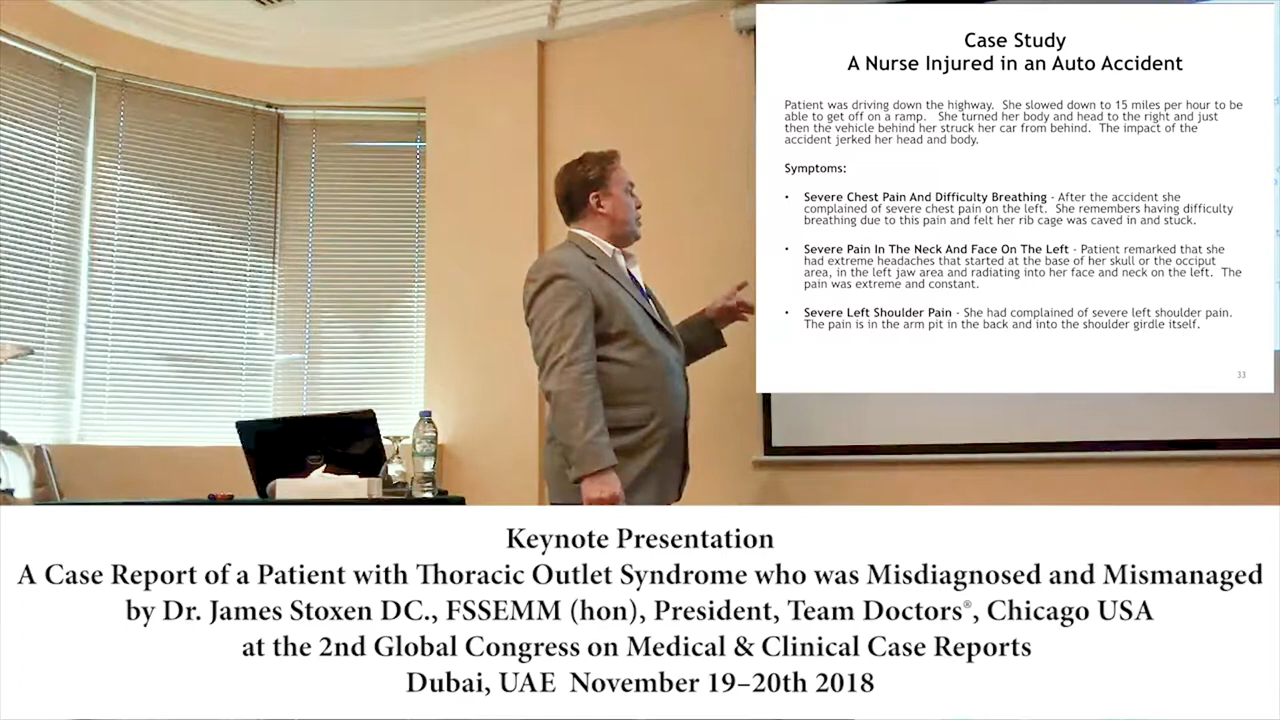 Case Study
A Nurse Injured in an Auto Accident
Patient was driving down the highway. She slowed down to 15 miles per hour to be
able to get off on a ramp. She turned her body and head to the right and just
then the vehicle behind her struck her car from behind. The impact of the
accident jerked her head and body.
Symptoms:
• Severe Chest Pain And Difficulty Breathing - After the accident she
complained of severe chest pain on the left. She remembers having difficulty
breathing due to this pain and felt her rib cage was caved in and stuck.
• Severe Pain In The Neck And Face On The Left - Patient remarked that she
had extreme headaches that started at the base of her skull or the occiput
area, in the left jaw area and radiating into her face and neck on the left. The
pain was extreme and constant.
• Severe Left Shoulder Pain - She had complained of severe left shoulder pain.
The pain is in the arm pit in the back and into the shoulder girdle itself.
33
Keynote Presentation
A Case Report of a Patient with Thoracic Outlet Syndrome who was Misdiagnosed and Mismanaged
by Dr. James Stoxen DC., FSSEMM (hon), President, Team Doctors®, Chicago USA
at the 2nd Global Congress on Medical & Clinical Case Reports
Dubai, UAE November 19–20th 2018